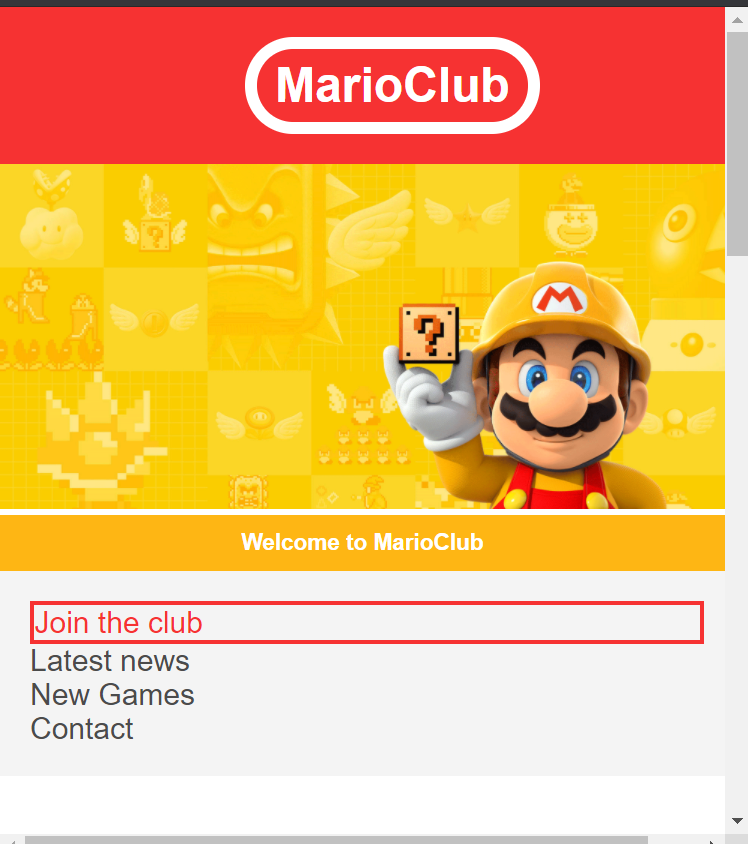 MarioClub
M
?
?
Welcome to MarioClub
Join the club
Latest news
New Games
Contact